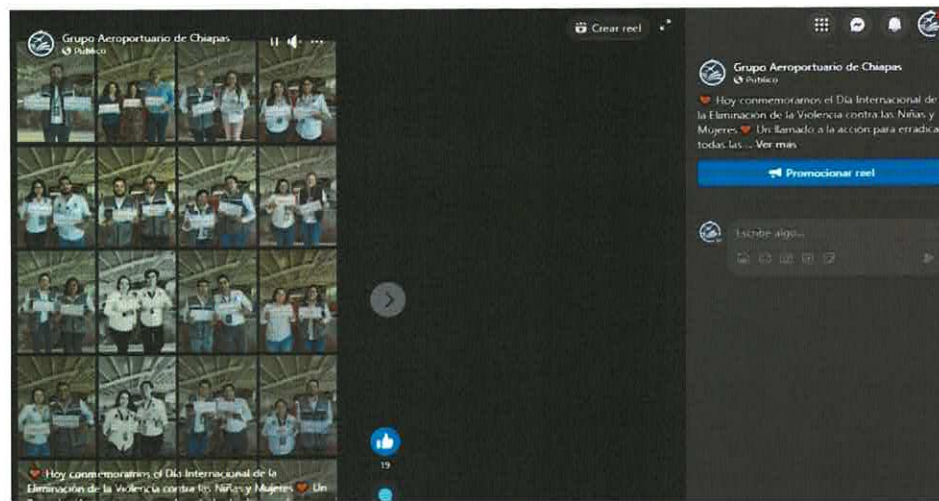 Grupo Aeroportuario de Chiapas
Público
Hoy conmemoramos el Día Internacional de la
Eliminación de la Violencia contra las Niñas y Mujeres Un
19
Crear reel
Grupo Aeroportuario de Chiapas
Público
Hoy conmemoramos el Día Internacional de
la Eliminación de la Violencia contra las Niñas y
Mujeres Un llamado a la acción para erradica
todas las ... Ver más
Promocionar reel
Escribe algo...